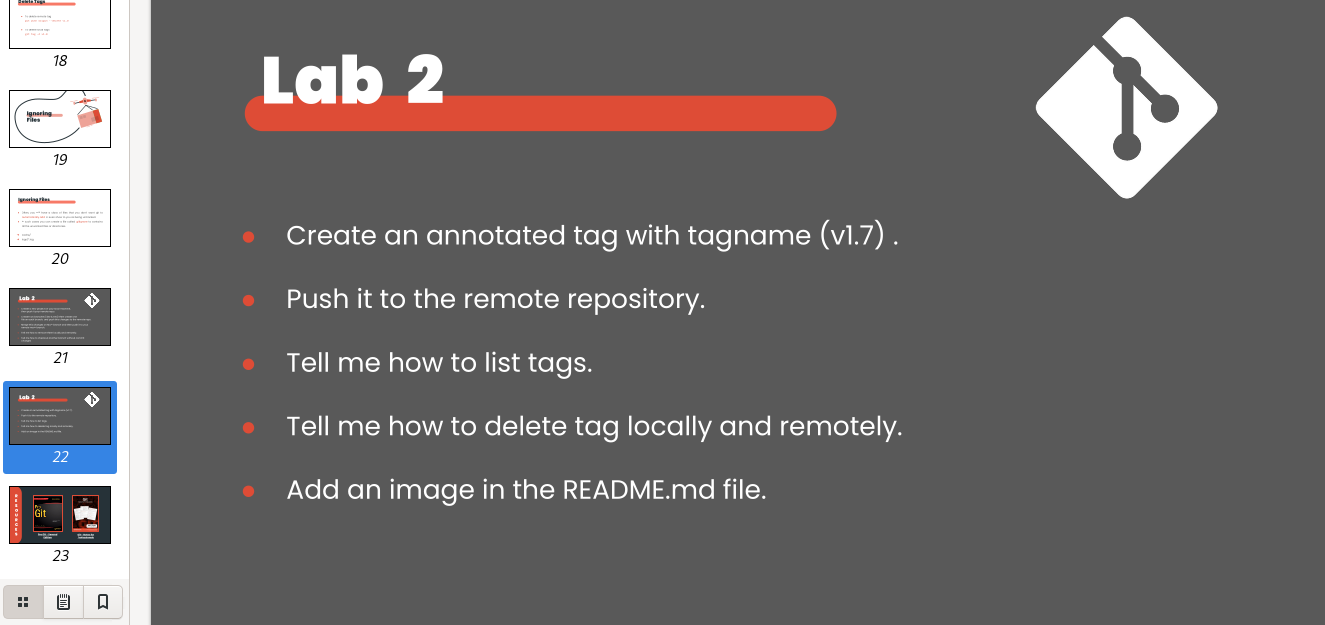 Delete Tags
18
Ignoring
Files
19
Ignoring Files
20
Lab 2
21
Lab 2
22
Git
23
Lab 2
Create an annotated tag with tagname (v1.7) .
Push it to the remote repository.
Tell me how to list tags.
Tell me how to delete tag locally and remotely.
Add an image in the README.md file.